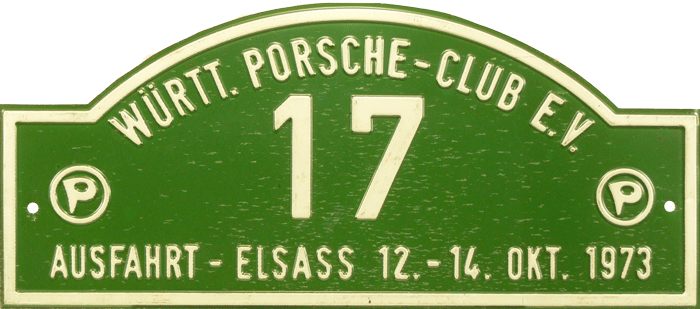 WÜRTT. PORSCHE-CLUB E.V.
17
P P
AUSFAHRT - ELSASS 12.-14. OKT. 1973